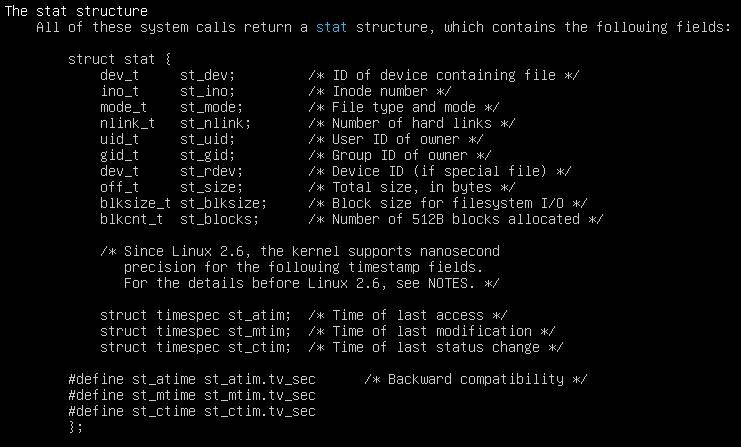 The stat structure
All of these system calls return a stat structure, which contains the following fields:
struct stat {
dev_t st_dev; /* ID of device containing file */
ino_t st_ino; /* Inode number */
mode_t st_mode; /* File type and mode */
nlink_t st_nlink; /* Number of hard links */
uid_t st_uid; /* User ID of owner */
gid_t st_gid; /* Group ID of owner */
dev_t st_rdev; /* Device ID (if special file) */
off_t st_size; /* Total size, in bytes */
blksize_t st_blksize; /* Block size for filesystem I/O */
blkcnt_t st_blocks; /* Number of 512B blocks allocated */
/* Since Linux 2.6, the kernel supports nanosecond
precision for the following timestamp fields.
For the details before Linux 2.6, see NOTES. */
struct timespec st_atim; /* Time of last access */
struct timespec st_mtim; /* Time of last modification */
struct timespec st_ctim; /* Time of last status change */
#define st_atime st_atim.tv_sec /* Backward compatibility */
#define st_mtime st_mtim.tv_sec
#define st_ctime st_ctim.tv_sec
};